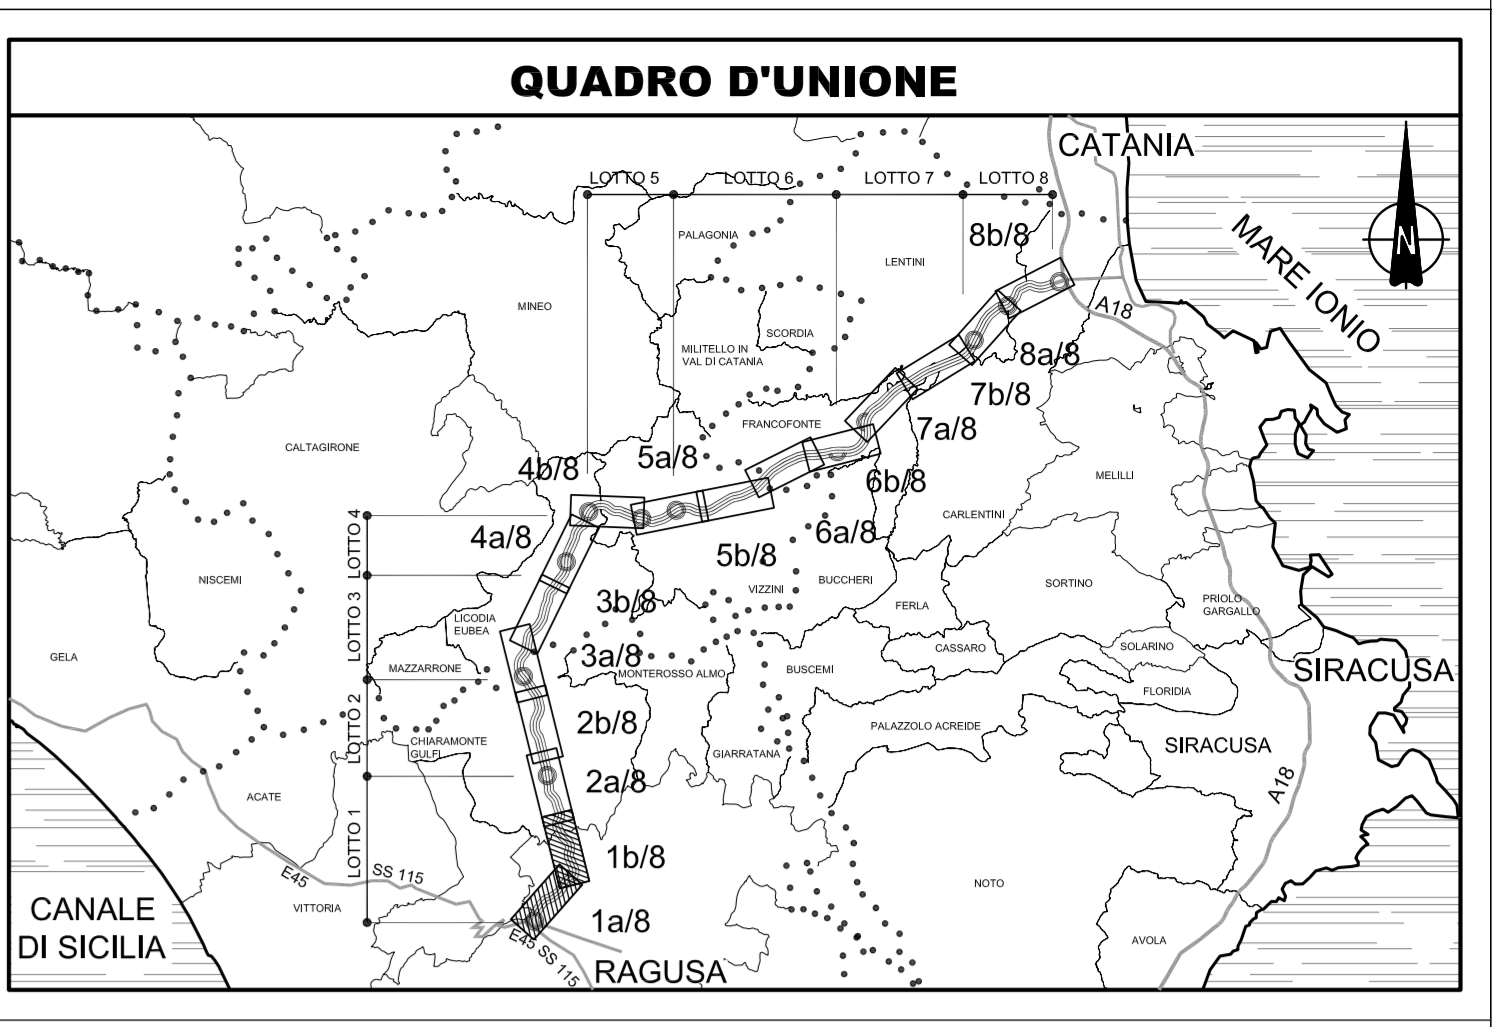 QUADRO D'UNIONE
CATANIA
LOTTO 5
LOTTO 6
LOTTO 7
LOTTO 8
8b/8
PALAGONIA
LENTINI
MARE IONIO
N
MINEO
A18
SCORDIA
MILITELLO IN
VAL DI CATANIA
8a/8
7b/8
FRANCOFONTE
7a/8
CALTAGIRONE
4b/8
5a/8
6b/8
MELILLI
CARLENTINI
4a/8
6a/8
5b/8
LOTTO 4
NISCEMI
VIZZINI
BUCCHERI
SORTINO
3b/8
FERLA
PRIOLO
GARGALLO
LOTTO 3
LICODIA
EUBEA
GELA
MAZZARRONE
3a/8
MONTEROSSO ALMO
BUSCEMI
CASSARO
SOLARINO
SIRACUSA
FLORIDIA
2b/8
LOTTO 2
CHIARAMONTE
GULFI
GIARRATANA
PALAZZOLO ACREIDE
SIRACUSA
2a/8
A18
ACATE
LOTTO 1
1b/8
E45
SS 115
NOTO
VITTORIA
CANALE
DI SICILIA
1a/8
E45 SS 115
AVOLA
RAGUSA